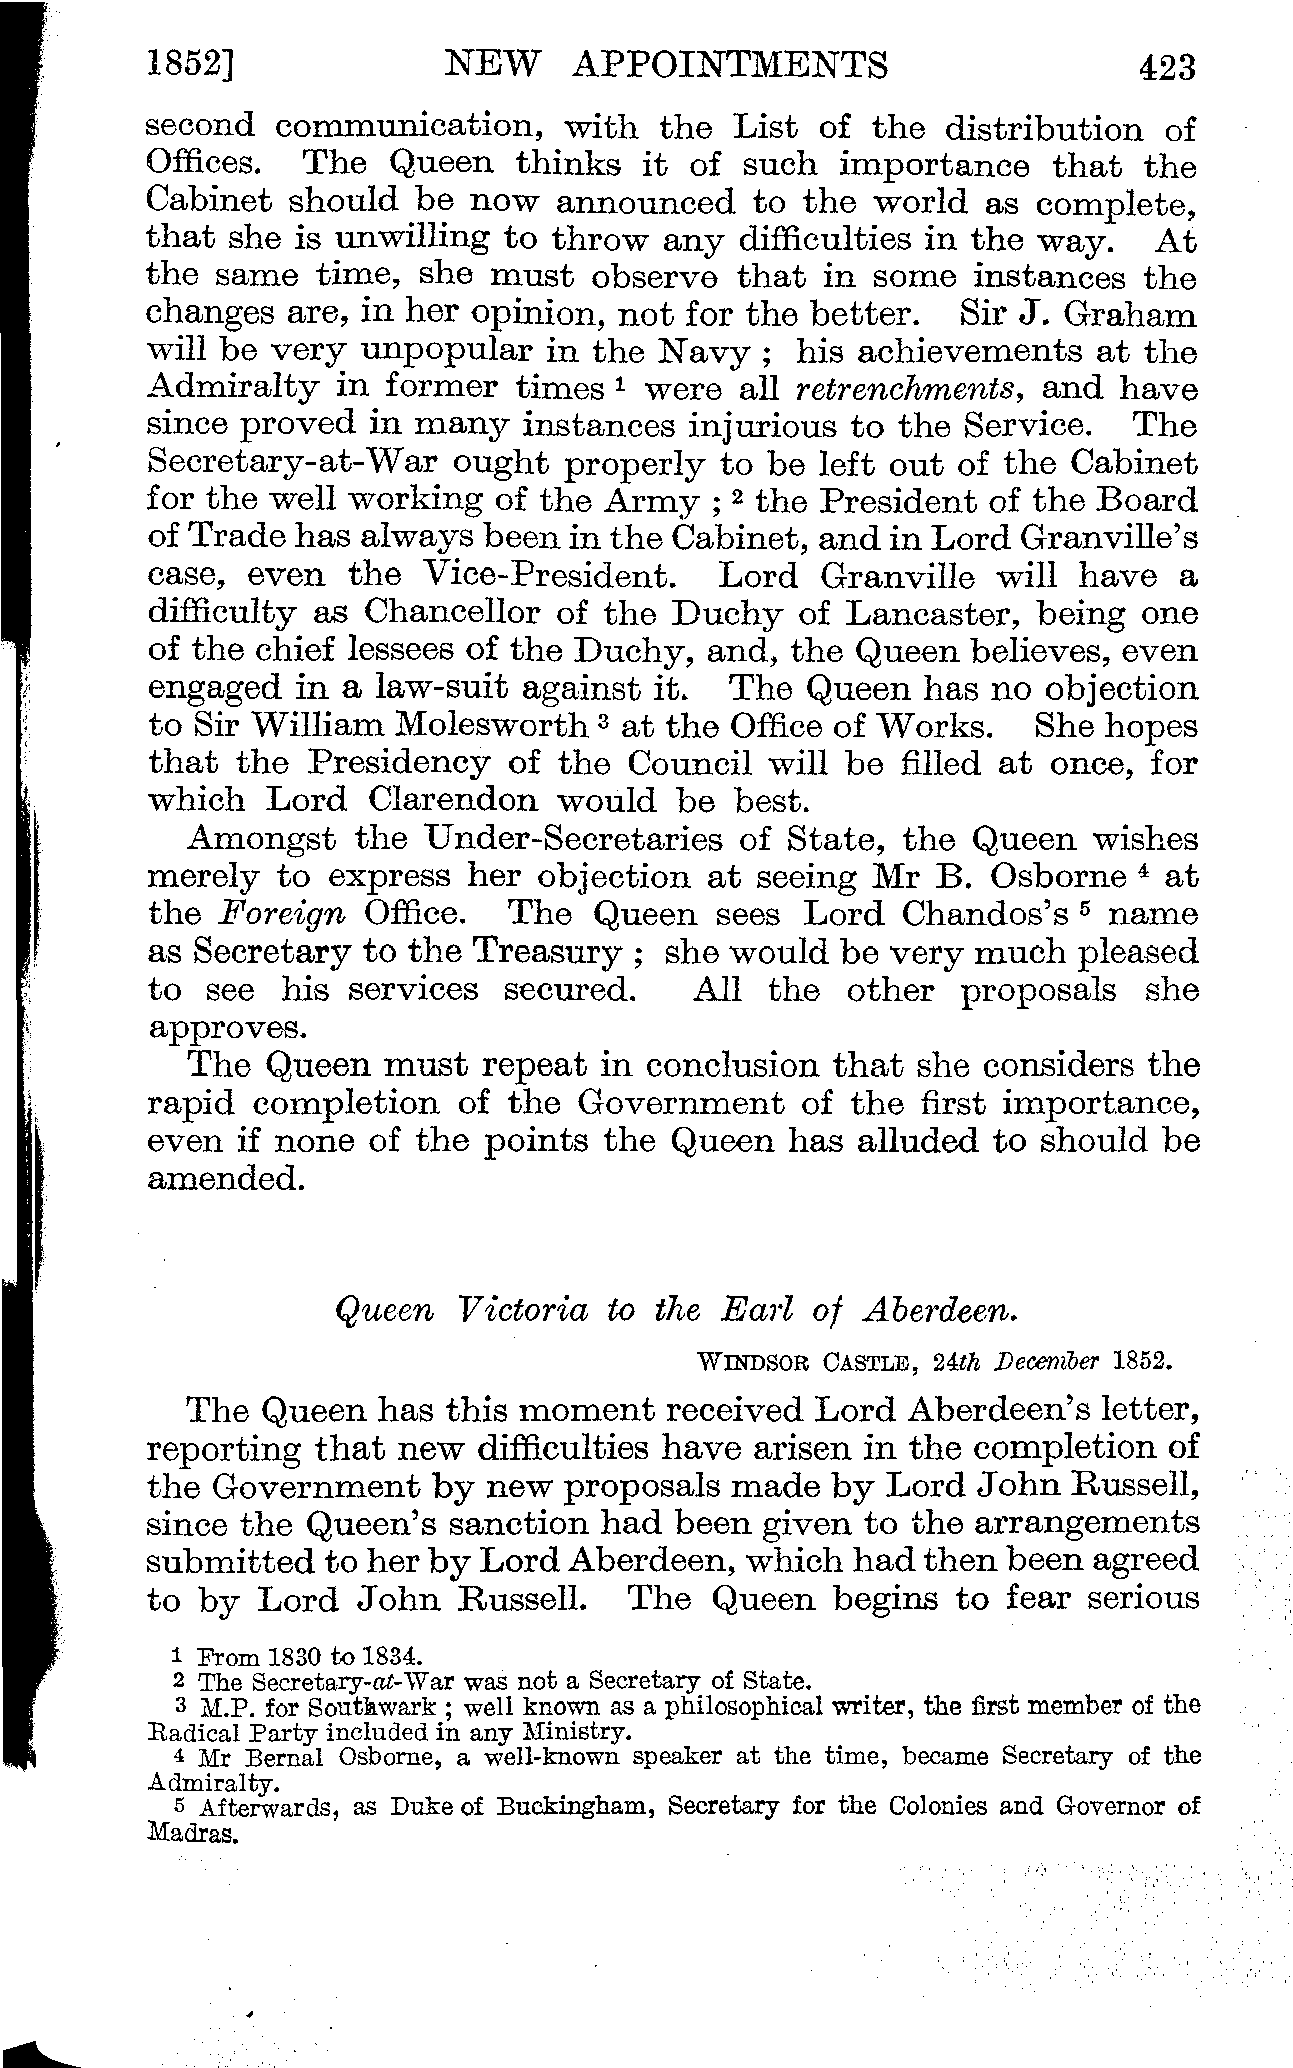 1852] NEW APPOINTMENTS 423
second communication, with the List of the distribution of
Offices. The Queen thinks it of such importance that the
Cabinet should be now announced to the world as complete,
that she is unwilling to throw any difficulties in the way. At
the same time, she must observe that in some instances the
changes are, in her opinion, not for the better. Sir J. Graham
will be very unpopular in the Navy ; his achievements at the
Admiralty in former times ¹ were all retrenchments, and have
since proved in many instances injurious to the Service. The
Secretary-at-War ought properly to be left out of the Cabinet
for the well working of the Army ; ² the President of the Board
of Trade has always been in the Cabinet, and in Lord Granville's
case, even the Vice-President. Lord Granville will have a
difficulty as Chancellor of the Duchy of Lancaster, being one
of the chief lessees of the Duchy, and, the Queen believes, even
engaged in a law-suit against it. The Queen has no objection
to Sir William Molesworth ³ at the Office of Works. She hopes
that the Presidency of the Council will be filled at once, for
which Lord Clarendon would be best.
Amongst the Under-Secretaries of State, the Queen wishes
merely to express her objection at seeing Mr B. Osborne ⁴ at
the Foreign Office. The Queen sees Lord Chandos's ⁵ name
as Secretary to the Treasury ; she would be very much pleased
to see his services secured. All the other proposals she
approves.
The Queen must repeat in conclusion that she considers the
rapid completion of the Government of the first importance,
even if none of the points the Queen has alluded to should be
amended.
Queen Victoria to the Earl of Aberdeen.
WINDSOR CASTLE, 24th December 1852.
The Queen has this moment received Lord Aberdeen's letter,
reporting that new difficulties have arisen in the completion of
the Government by new proposals made by Lord John Russell,
since the Queen's sanction had been given to the arrangements
submitted to her by Lord Aberdeen, which had then been agreed
to by Lord John Russell. The Queen begins to fear serious
1 From 1830 to 1834.
2 The Secretary-at-War was not a Secretary of State.
3 M.P. for Southwark ; well known as a philosophical writer, the first member of the
Radical Party included in any Ministry.
4 Mr Bernal Osborne, a well-known speaker at the time, became Secretary of the
Admiralty.
5 Afterwards, as Duke of Buckingham, Secretary for the Colonies and Governor of
Madras.